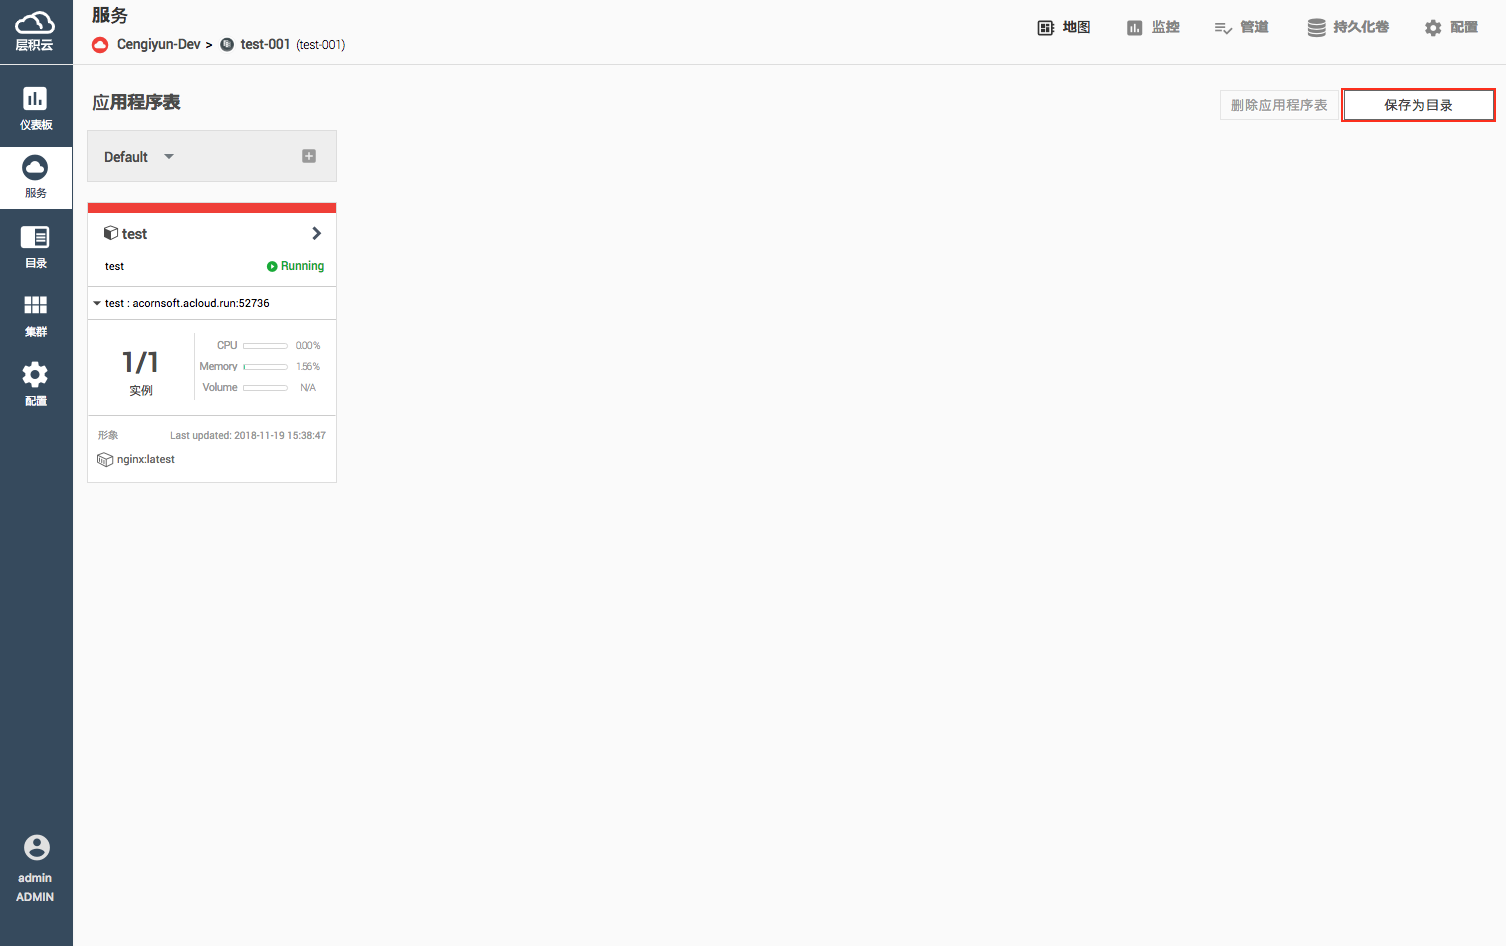 层积云
仪表板
服务
目录
集群
配置
admin
ADMIN
服务
Cengiyun-Dev > test-001 (test-001)
地图
监控
管道
持久化卷
配置
应用程序表
删除应用程序表
保存为目录
Default
test
test
Running
test : acornsoft.acloud.run:52736
1/1
实例
CPU 0.00%
Memory 1.56%
Volume N/A
形象
Last updated: 2018-11-19 15:38:47
nginx:latest